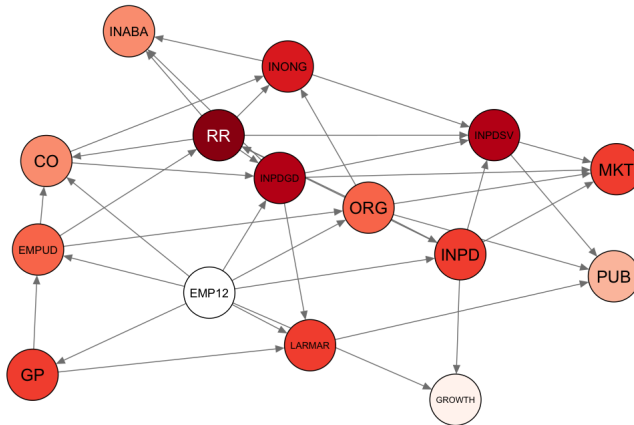 INABA
INONG
RR
INPDSV
CO
INPDGD
MKT
ORG
EMPUD
INPD
PUB
EMP12
LARMAR
GP
GROWTH